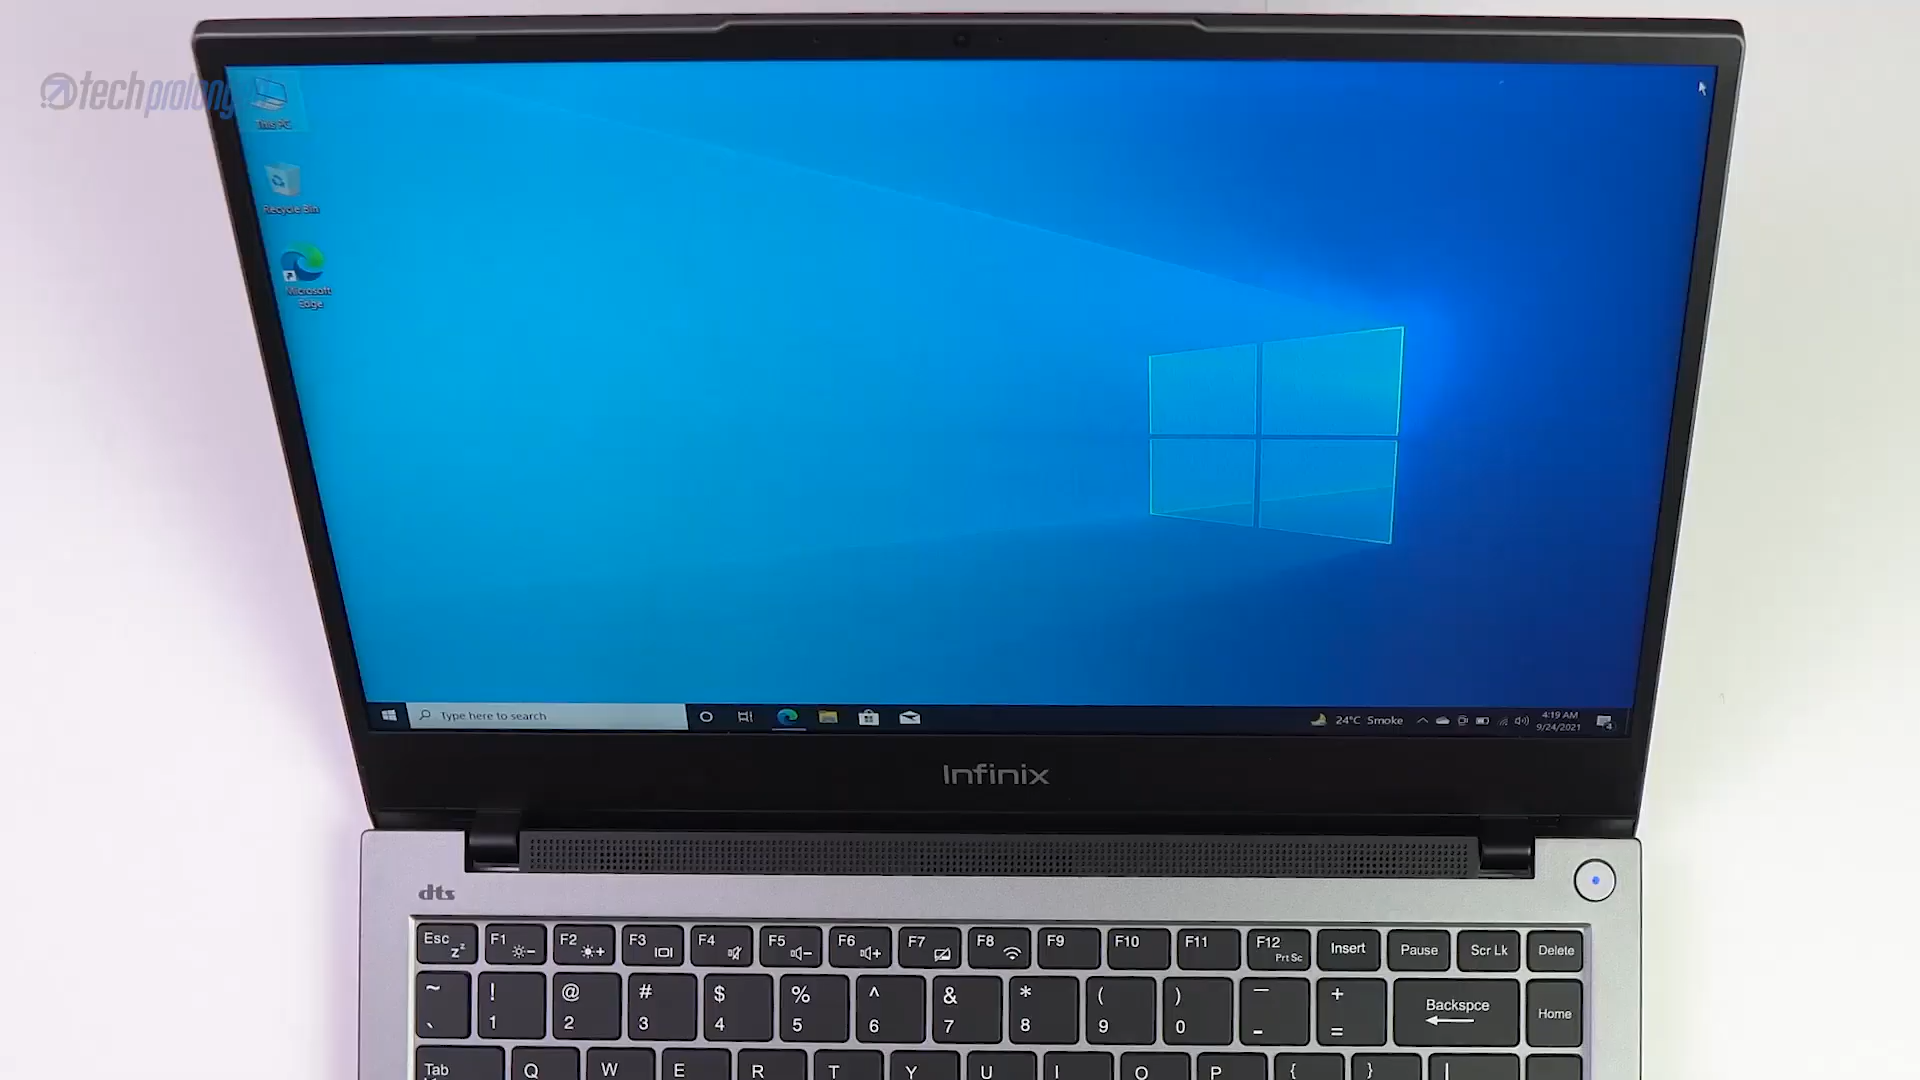 techprolong
This PC
Recycle Bin
Microsoft
Edge
Type here to search
24°C Smoke
4:19 AM
9/24/2021
4
Infinix
dts
Esc zᶻ F1 F2 F3 F4 F5 F6 F7 F8 F9 F10 F11 F12 Prt Sc Insert Pause Scr Lk Delete
~ ! @ # $ % ^ & * ( ) — + Backspce
` 1 2 3 4 5 6 7 8 9 0 - = Home
Tab Q W E R T Y U I O P { } |